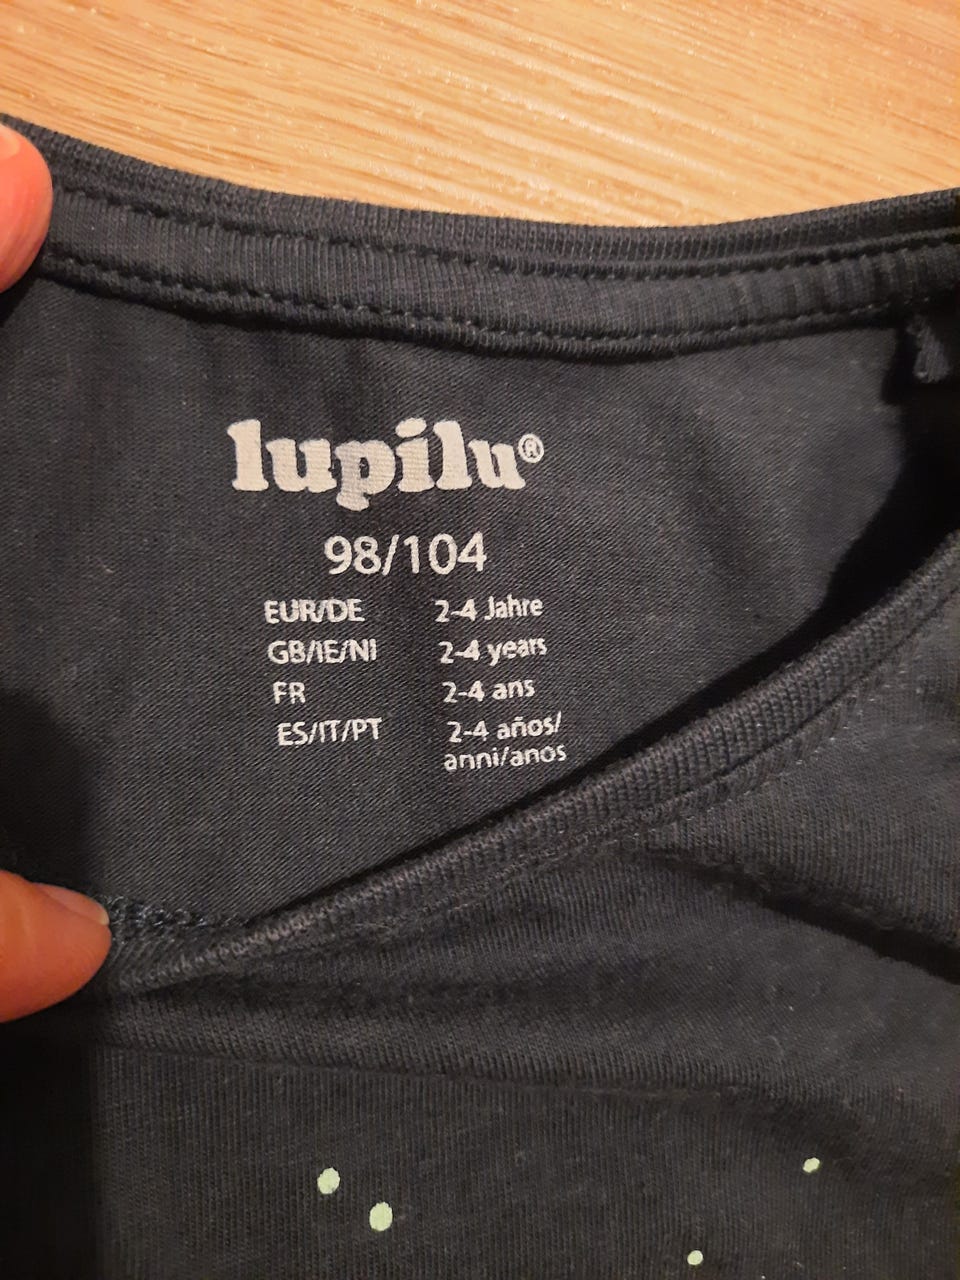 lupilu®
98/104
EUR/DE 2-4 Jahre
GB/IE/NI 2-4 years
FR 2-4 ans
ES/IT/PT 2-4 años/
anni/anos